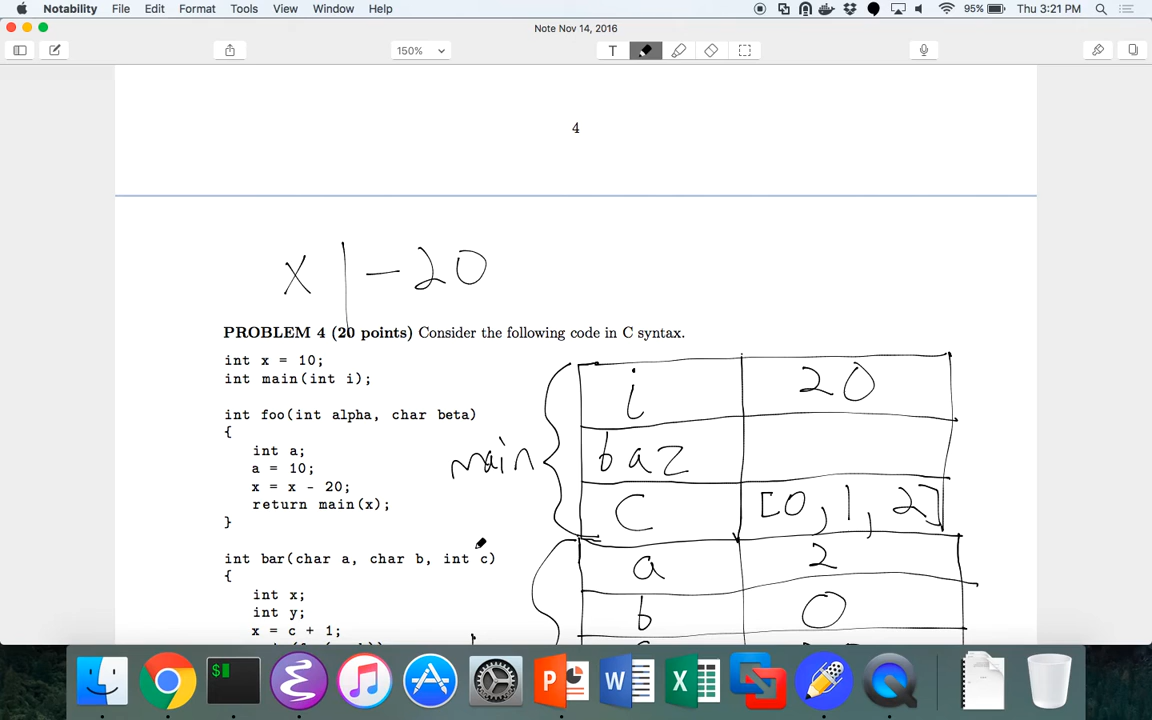 Notability File Edit Format Tools View Window Help 95% Thu 3:21 PM
Note Nov 14, 2016
150% T
4
x | -20
PROBLEM 4 (20 points) Consider the following code in C syntax.
int x = 10;
int main(int i);
int foo(int alpha, char beta)
{
int a;
a = 10;
x = x - 20;
return main(x);
}
int bar(char a, char b, int c)
{
int x;
int y;
x = c + 1;
main
i 20
baz
C [0, 1, 2]
a 2
b 0
$
P W X